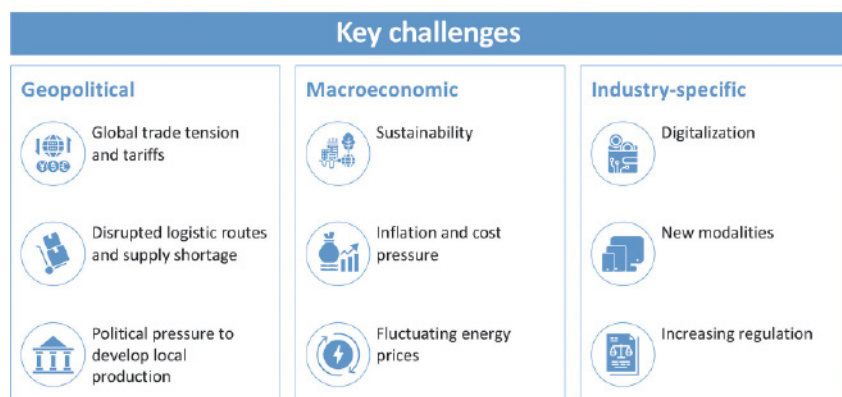 Key challenges
Geopolitical
Global trade tension
and tariffs
Disrupted logistic routes
and supply shortage
Political pressure to
develop local
production
Macroeconomic
Sustainability
Inflation and cost
pressure
Fluctuating energy
prices
Industry-specific
Digitalization
New modalities
Increasing regulation